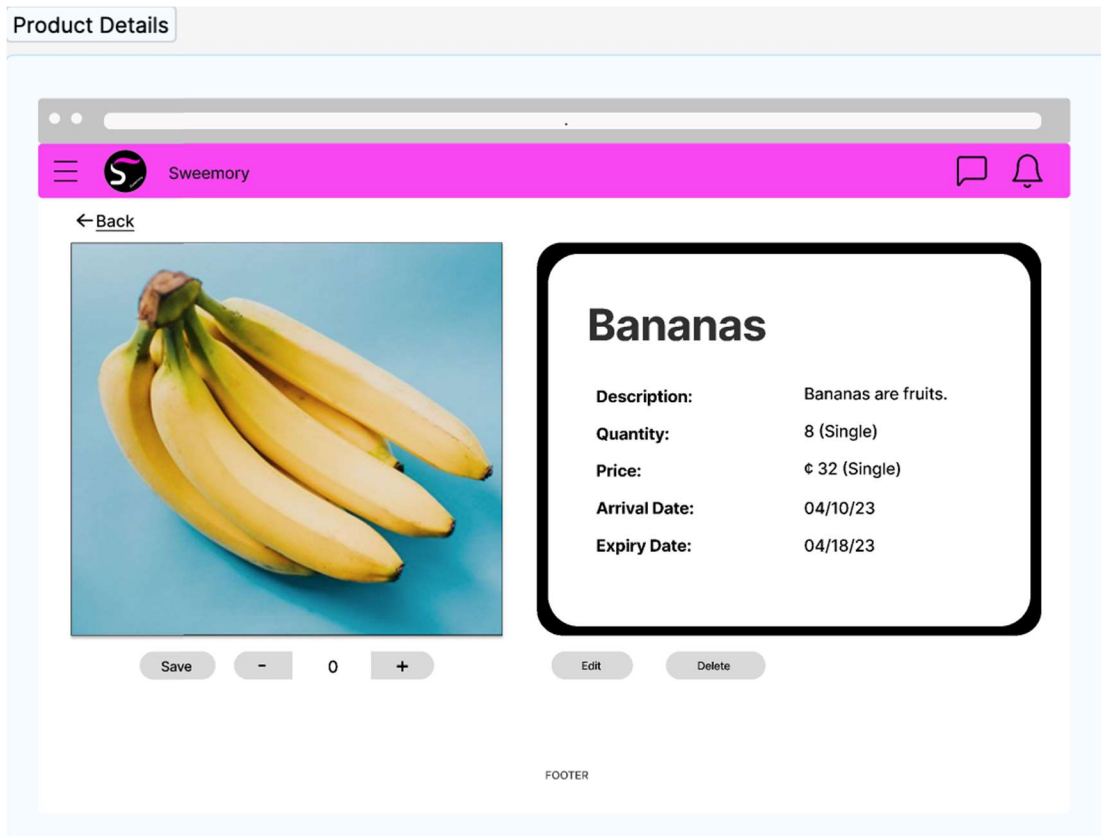 Product Details
.
S
Sweemory
←Back
Bananas
Description: Bananas are fruits.
Quantity: 8 (Single)
Price: ¢ 32 (Single)
Arrival Date: 04/10/23
Expiry Date: 04/18/23
Save - 0 + Edit Delete
FOOTER